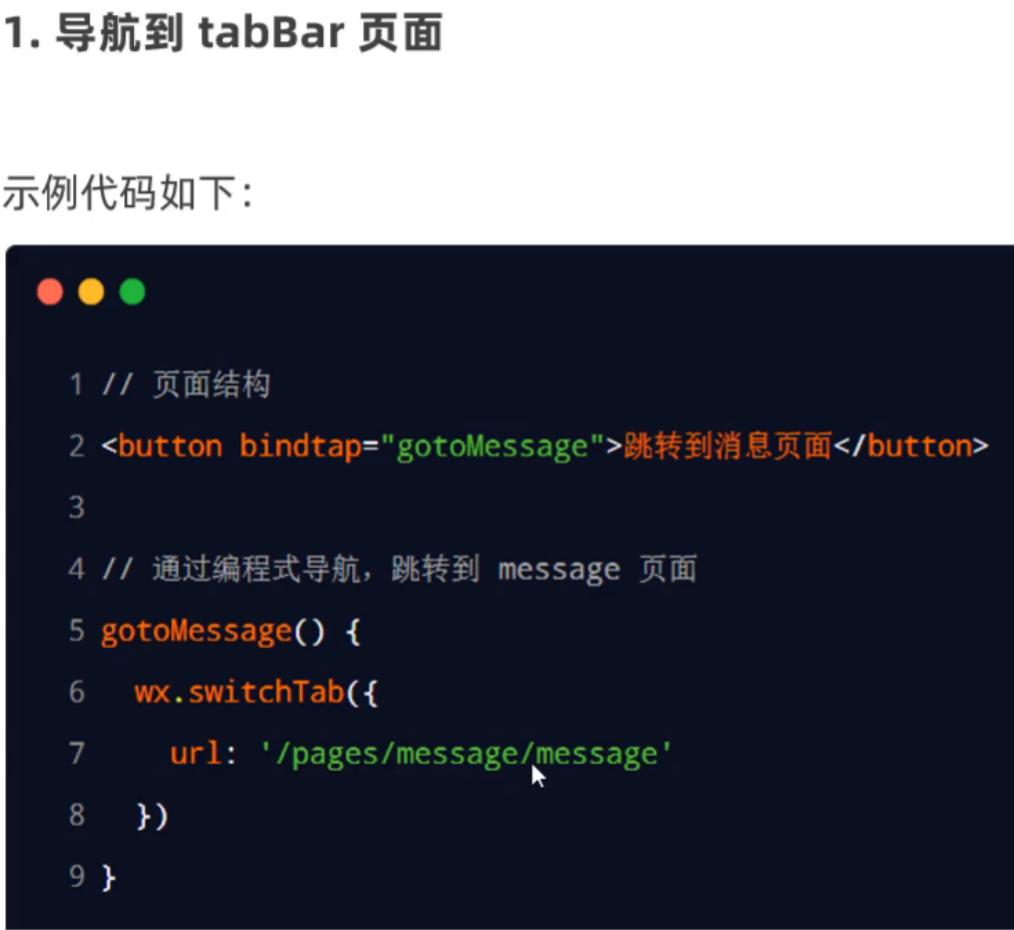 1. 导航到 tabBar 页面
示例代码如下：
1 // 页面结构
2 <button bindtap="gotoMessage">跳转到消息页面</button>
3
4 // 通过编程式导航，跳转到 message 页面
5 gotoMessage() {
6   wx.switchTab({
7     url: '/pages/message/message'
8   })
9 }